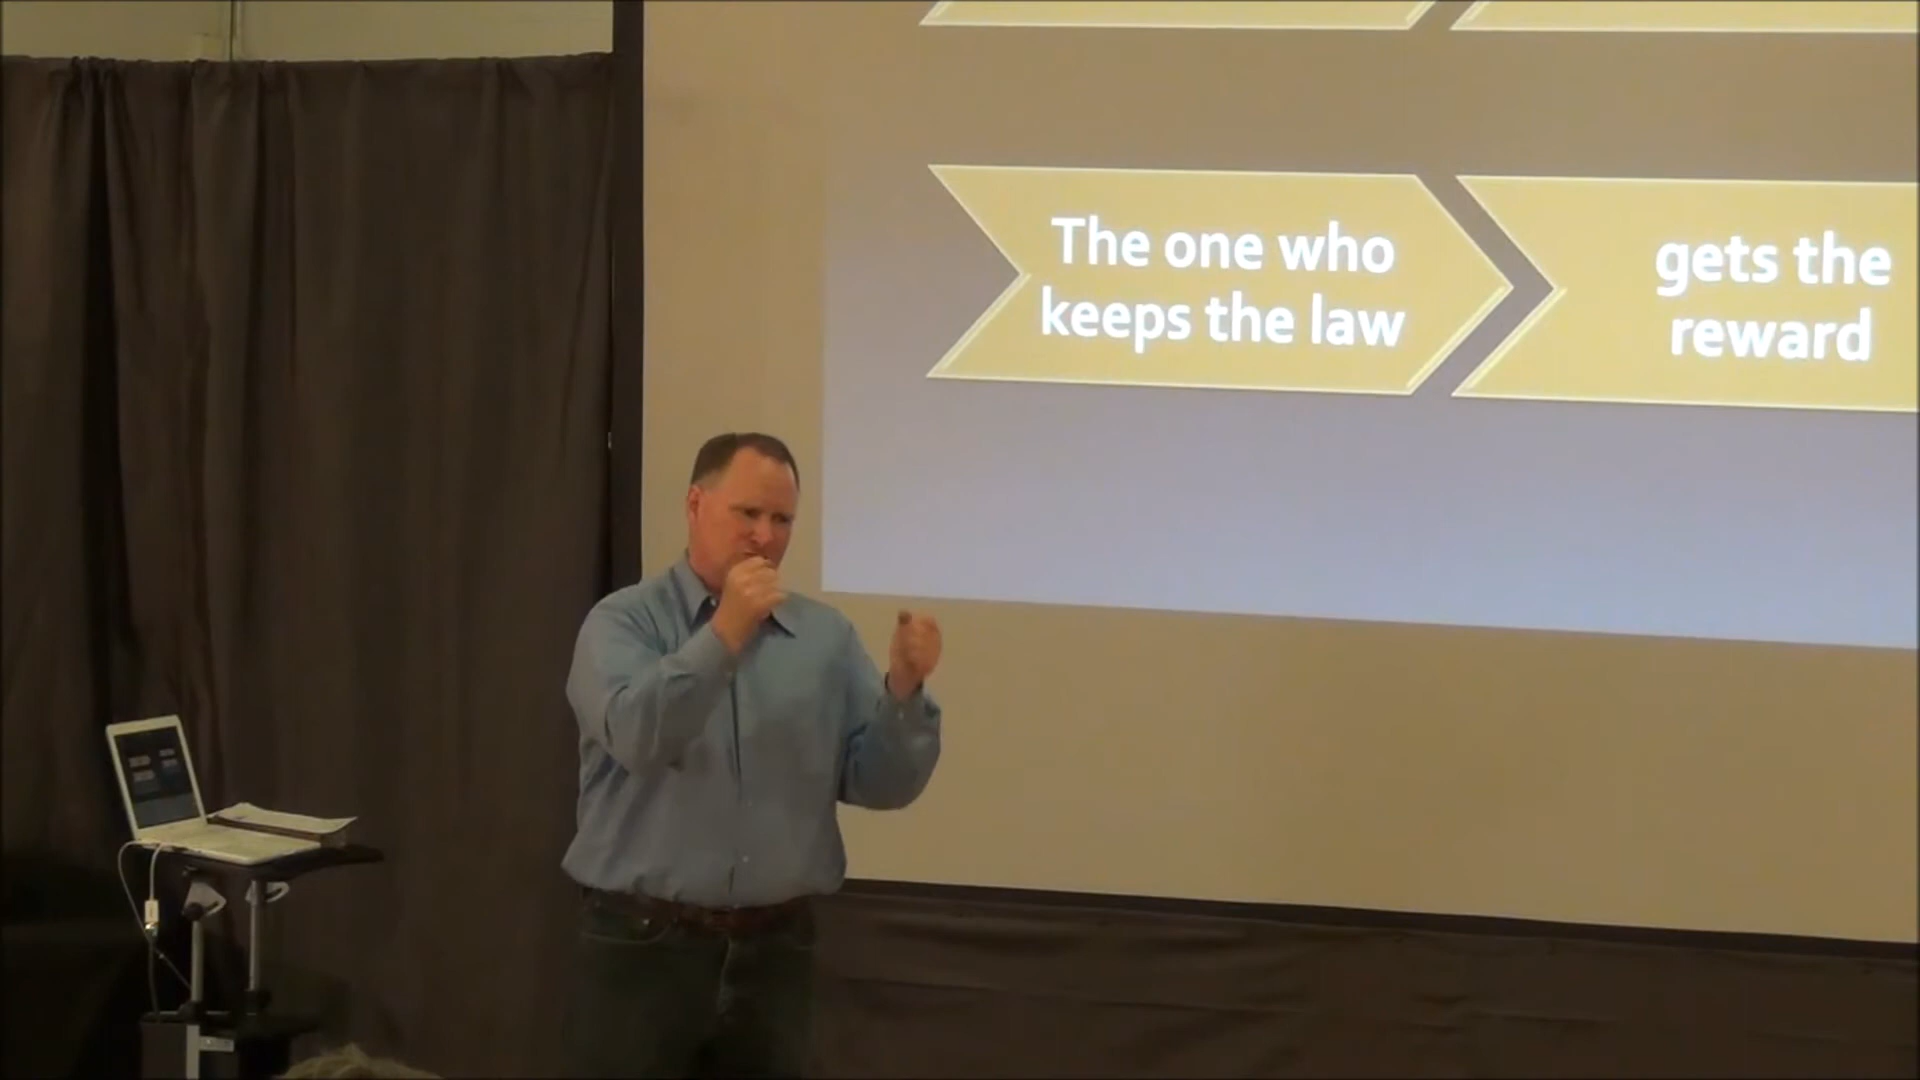 The one who
keeps the law
gets the
reward